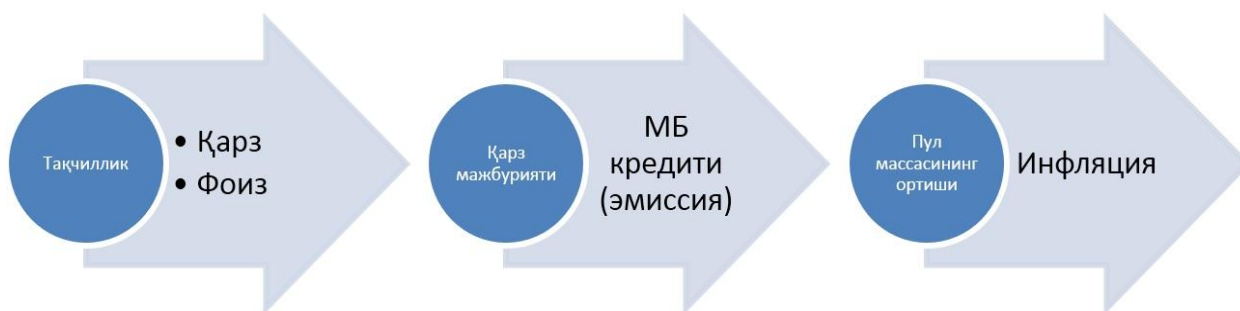 Тақчиллик
• Қарз
• Фоиз
Қарз
мажбурияти
МБ
кредити
(эмиссия)
Пул
массасининг
ортиши
Инфляция